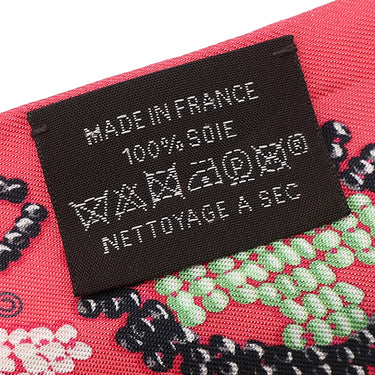 MADE IN FRANCE
100% SOIE
P ®
NETTOYAGE A SEC